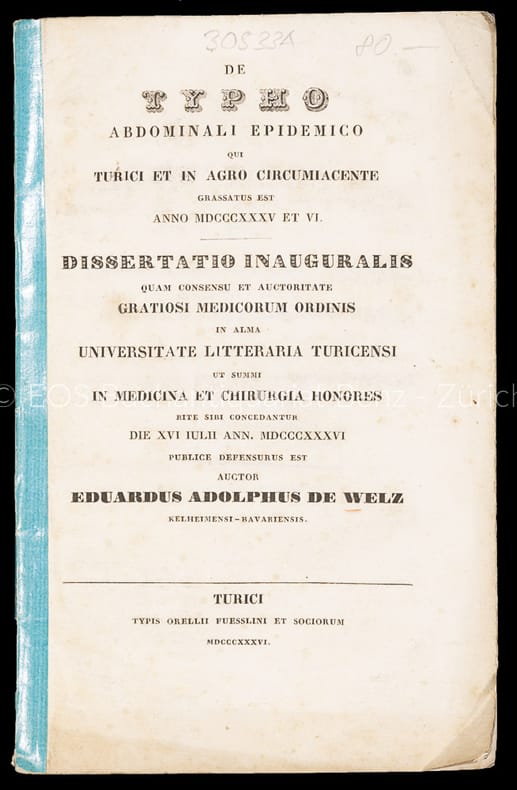 30S33A 80 —
DE
TYPHO
ABDOMINALI EPIDEMICO
QUI
TURICI ET IN AGRO CIRCUMIACENTE
GRASSATUS EST
ANNO MDCCCXXXV ET VI.
DISSERTATIO INAUGURALIS
QUAM CONSENSU ET AUCTORITATE
GRATIOSI MEDICORUM ORDINIS
IN ALMA
UNIVERSITATE LITTERARIA TURICENSI
UT SUMMI
IN MEDICINA ET CHIRURGIA HONORES
RITE SIBI CONCEDANTUR
DIE XVI IULII ANN. MDCCCXXXVI
PUBLICE DEFENSURUS EST
AUCTOR
EDUARDUS ADOLPHUS DE WELZ
KELHEIMENSI-BAVARIENSIS.
TURICI
TYPIS ORELLII FUESSLINI ET SOCIORUM
MDCCCXXXVI.